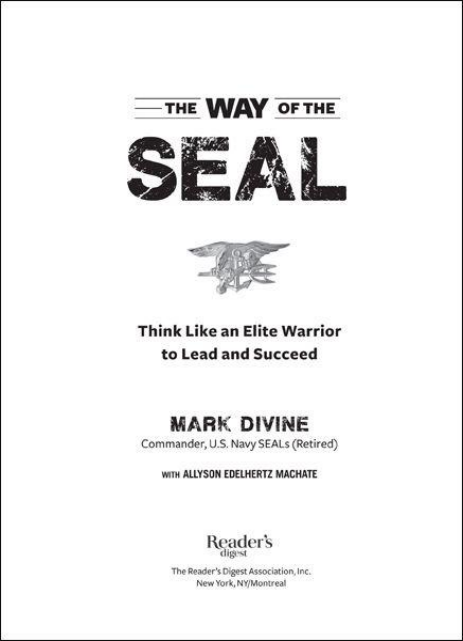 THE WAY OF THE
SEAL
Think Like an Elite Warrior
to Lead and Succeed
MARK DIVINE
Commander, U.S. Navy SEALs (Retired)
WITH ALLYSON EDELHERTZ MACHATE
Reader's
digest
The Reader's Digest Association, Inc.
New York, NY/Montreal